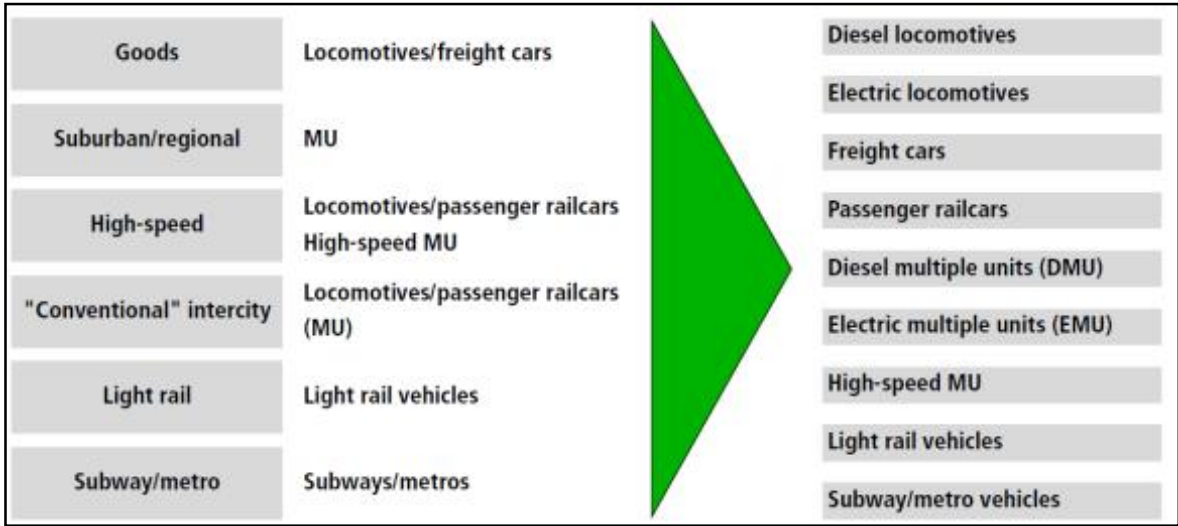 Goods
Locomotives/freight cars
Suburban/regional
MU
High-speed
Locomotives/passenger railcars
High-speed MU
"Conventional" intercity
Locomotives/passenger railcars
(MU)
Light rail
Light rail vehicles
Subway/metro
Subways/metros
Diesel locomotives
Electric locomotives
Freight cars
Passenger railcars
Diesel multiple units (DMU)
Electric multiple units (EMU)
High-speed MU
Light rail vehicles
Subway/metro vehicles